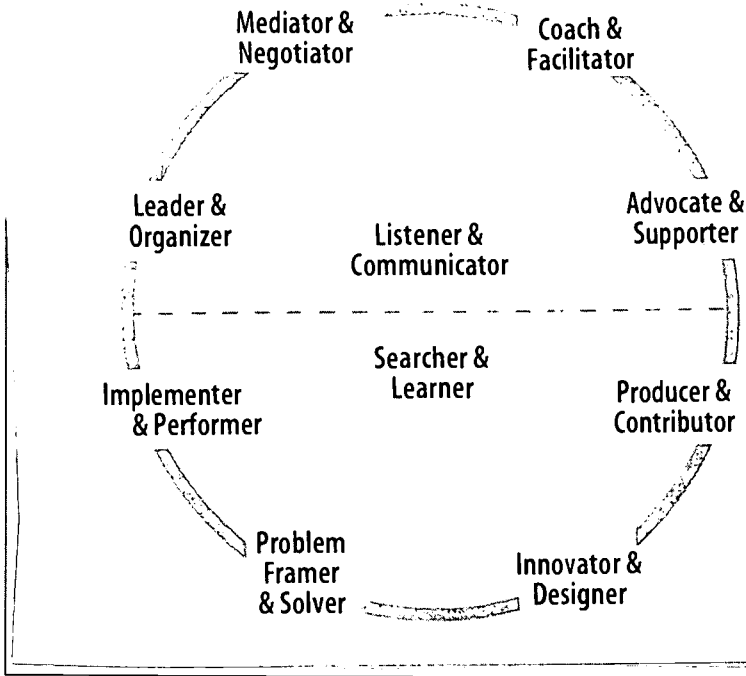 Mediator &
Negotiator
Coach &
Facilitator
Leader &
Organizer
Listener &
Communicator
Advocate &
Supporter
Searcher &
Learner
Implementer
& Performer
Producer &
Contributor
Problem
Framer
& Solver
Innovator &
Designer